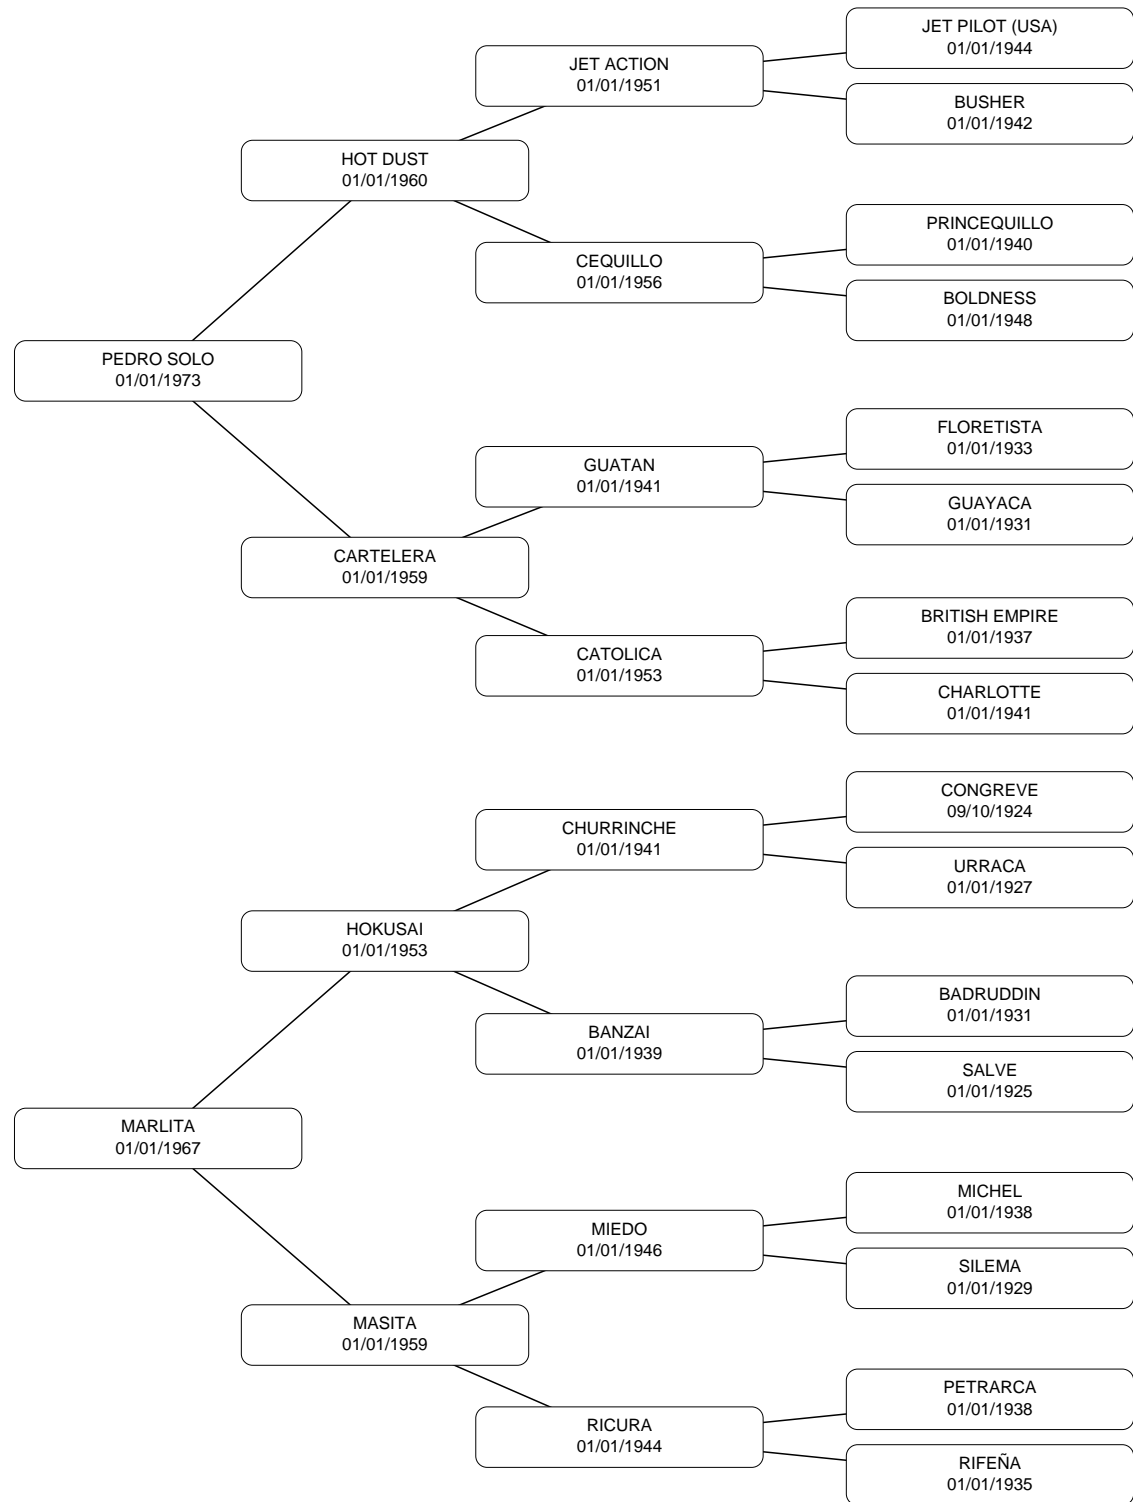 JET PILOT (USA)
01/01/1944
JET ACTION
01/01/1951
BUSHER
01/01/1942
HOT DUST
01/01/1960
PRINCEQUILLO
01/01/1940
CEQUILLO
01/01/1956
BOLDNESS
01/01/1948
PEDRO SOLO
01/01/1973
FLORETISTA
01/01/1933
GUATAN
01/01/1941
GUAYACA
01/01/1931
CARTELERA
01/01/1959
BRITISH EMPIRE
01/01/1937
CATOLICA
01/01/1953
CHARLOTTE
01/01/1941
CONGREVE
09/10/1924
CHURRINCHE
01/01/1941
URRACA
01/01/1927
HOKUSAI
01/01/1953
BADRUDDIN
01/01/1931
BANZAI
01/01/1939
SALVE
01/01/1925
MARLITA
01/01/1967
MICHEL
01/01/1938
MIEDO
01/01/1946
SILEMA
01/01/1929
MASITA
01/01/1959
PETRARCA
01/01/1938
RICURA
01/01/1944
RIFEÑA
01/01/1935